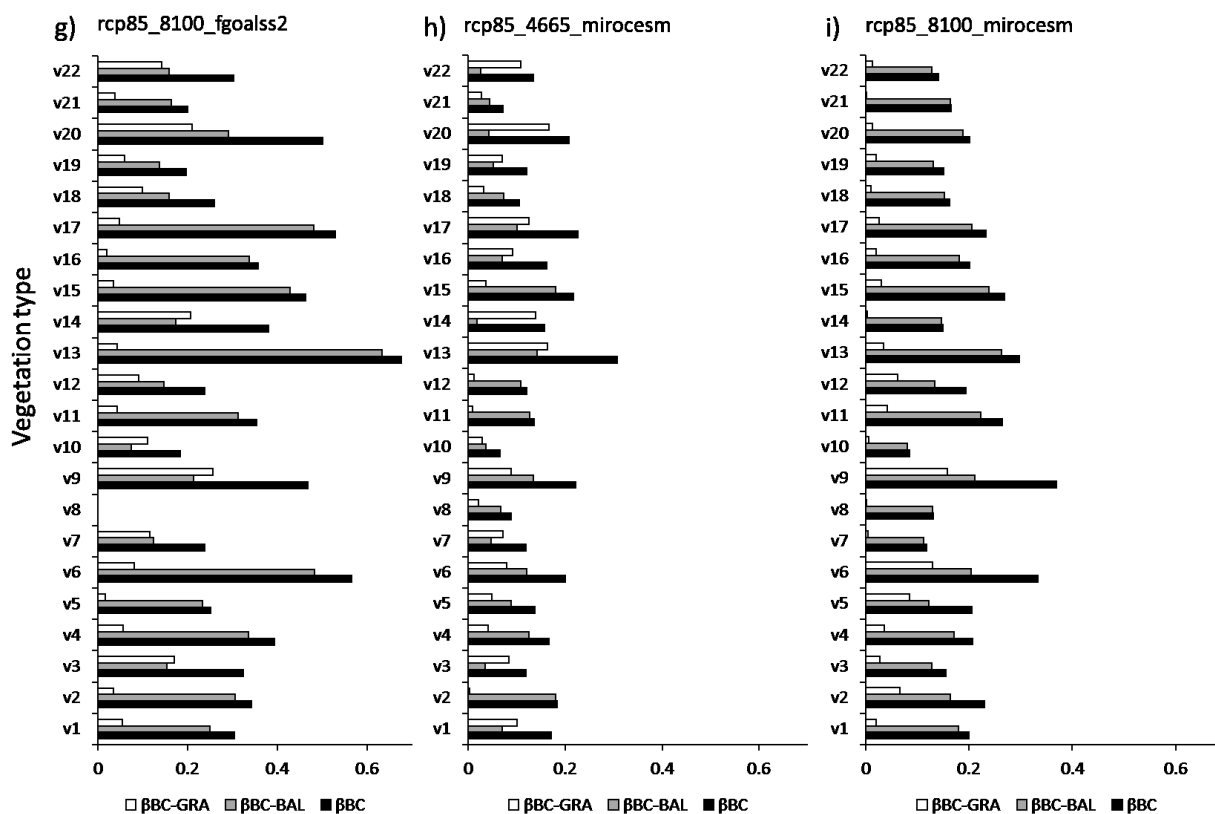 g) rcp85_8100_fgoalss2
Vegetation type
v22
v21
v20
v19
v18
v17
v16
v15
v14
v13
v12
v11
v10
v9
v8
v7
v6
v5
v4
v3
v2
v1
0 0.2 0.4 0.6
βBC-GRA βBC-BAL βBC
h) rcp85_4665_mirocesm
v22
v21
v20
v19
v18
v17
v16
v15
v14
v13
v12
v11
v10
v9
v8
v7
v6
v5
v4
v3
v2
v1
0 0.2 0.4 0.6
βBC-GRA βBC-BAL βBC
i) rcp85_8100_mirocesm
v22
v21
v20
v19
v18
v17
v16
v15
v14
v13
v12
v11
v10
v9
v8
v7
v6
v5
v4
v3
v2
v1
0 0.2 0.4 0.6
βBC-GRA βBC-BAL βBC